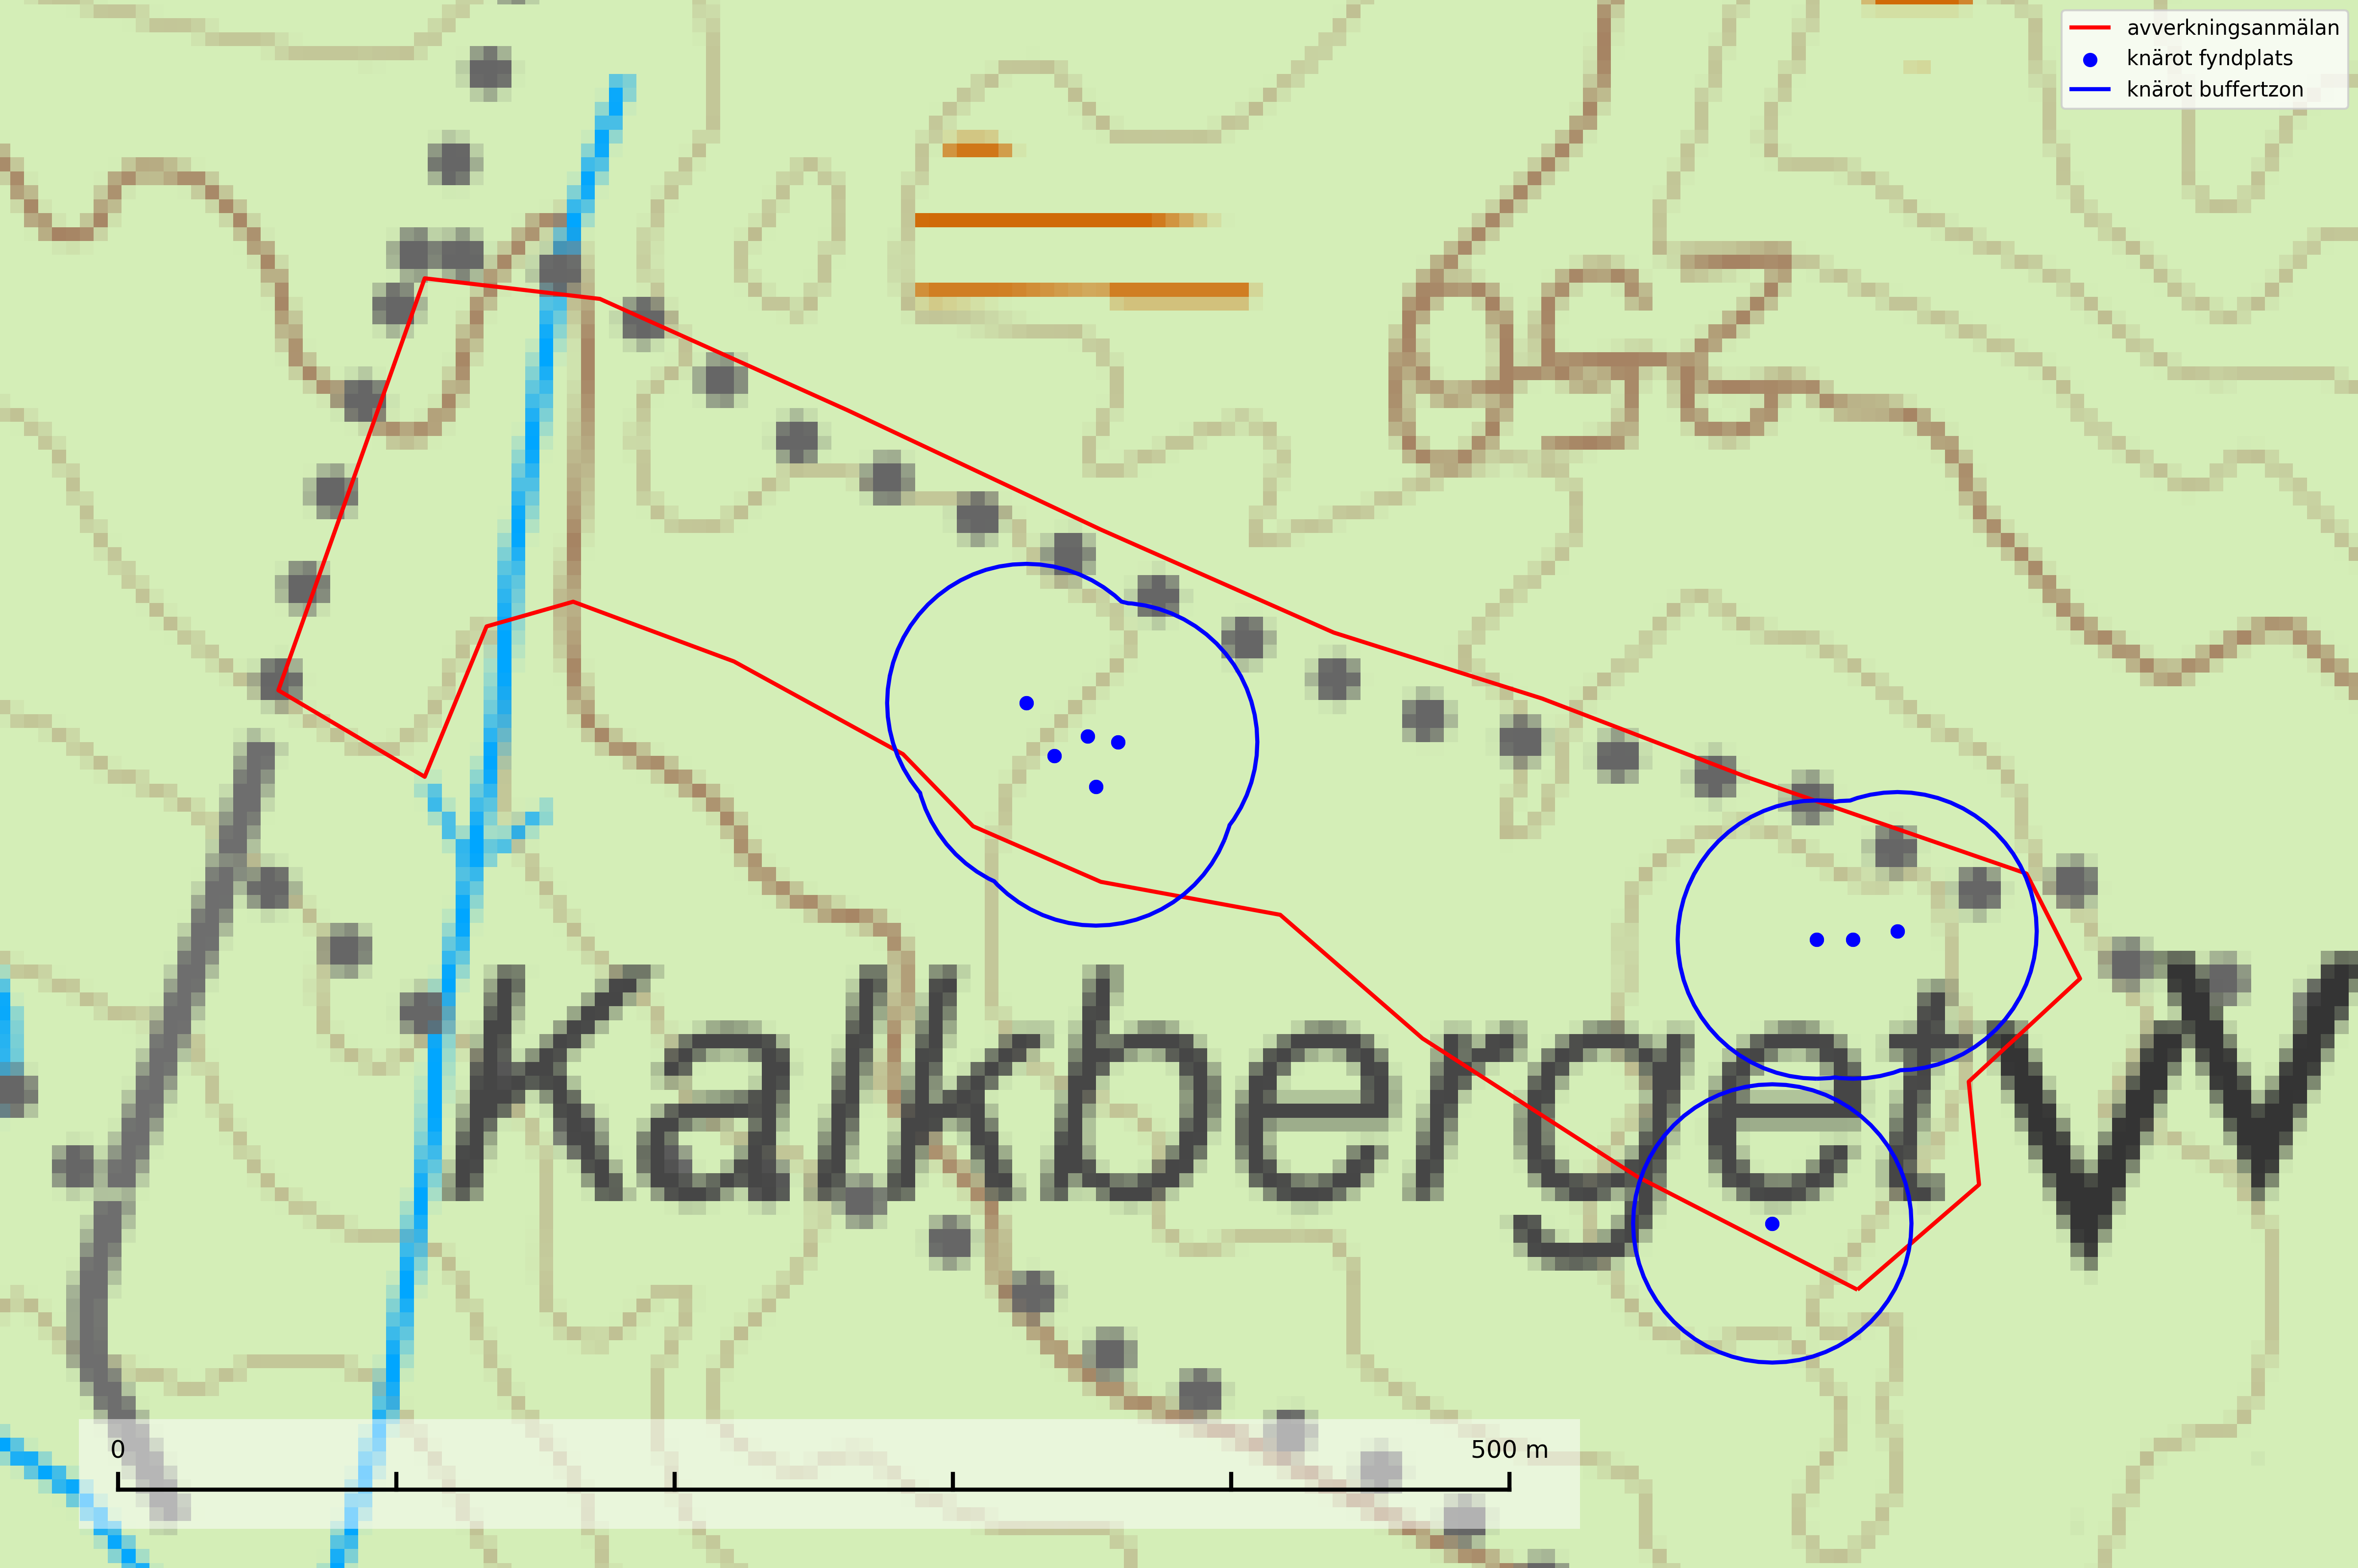 avverkningsanmälan
knärot fyndplats
knärot buffertzon
Kalkberget
0
500 m